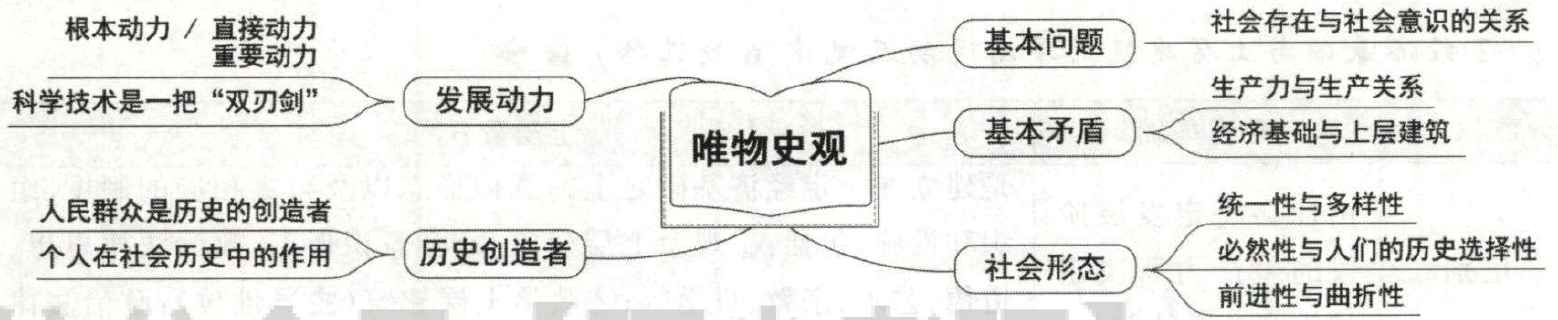 唯物史观
发展动力
根本动力 / 直接动力
重要动力
科学技术是一把“双刃剑”
历史创造者
人民群众是历史的创造者
个人在社会历史中的作用
基本问题
社会存在与社会意识的关系
基本矛盾
生产力与生产关系
经济基础与上层建筑
社会形态
统一性与多样性
必然性与人们的历史选择性
前进性与曲折性